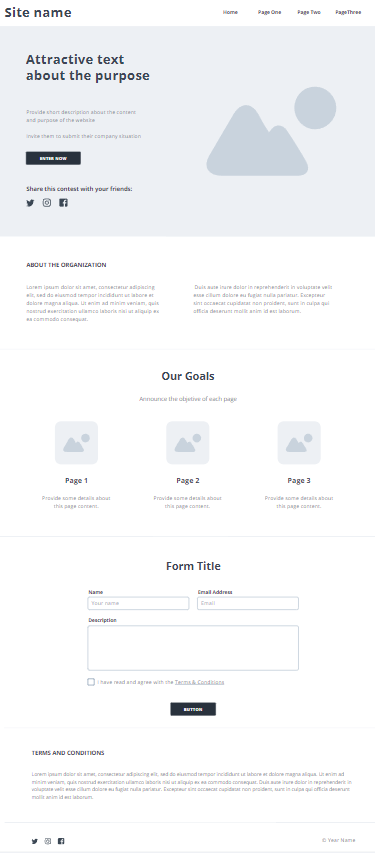 Site name
Home Page One Page Two PageThree
Attractive text
about the purpose
Provide short description about the content
and purpose of the website
Invite them to submit their company situation
ENTER NOW
Share this contest with your friends:
ABOUT THE ORGANIZATION
Lorem ipsum dolor sit amet, consectetur adipiscing
elit, sed do eiusmod tempor incididunt ut labore et
dolore magna aliqua. Ut enim ad minim veniam, quis
nostrud exercitation ullamco laboris nisi ut aliquip ex
ea commodo consequat.
Duis aute irure dolor in reprehenderit in voluptate velit
esse cillum dolore eu fugiat nulla pariatur. Excepteur
sint occaecat cupidatat non proident, sunt in culpa qui
officia deserunt mollit anim id est laborum.
Our Goals
Announce the objetive of each page
Page 1
Provide some details about
this page content.
Page 2
Provide some details about
this page content.
Page 3
Provide some details about
this page content.
Form Title
Name
Your name
Email Address
Email
Description
I have read and agree with the Terms & Conditions
BUTTON
TERMS AND CONDITIONS
Lorem ipsum dolor sit amet, consectetur adipiscing elit, sed do eiusmod tempor incididunt ut labore et dolore magna aliqua. Ut enim ad
minim veniam, quis nostrud exercitation ullamco laboris nisi ut aliquip ex ea commodo consequat. Duis aute irure dolor in reprehenderit in
voluptate velit esse cillum dolore eu fugiat nulla pariatur. Excepteur sint occaecat cupidatat non proident, sunt in culpa qui officia deserunt
mollit anim id est laborum.
© Year Name